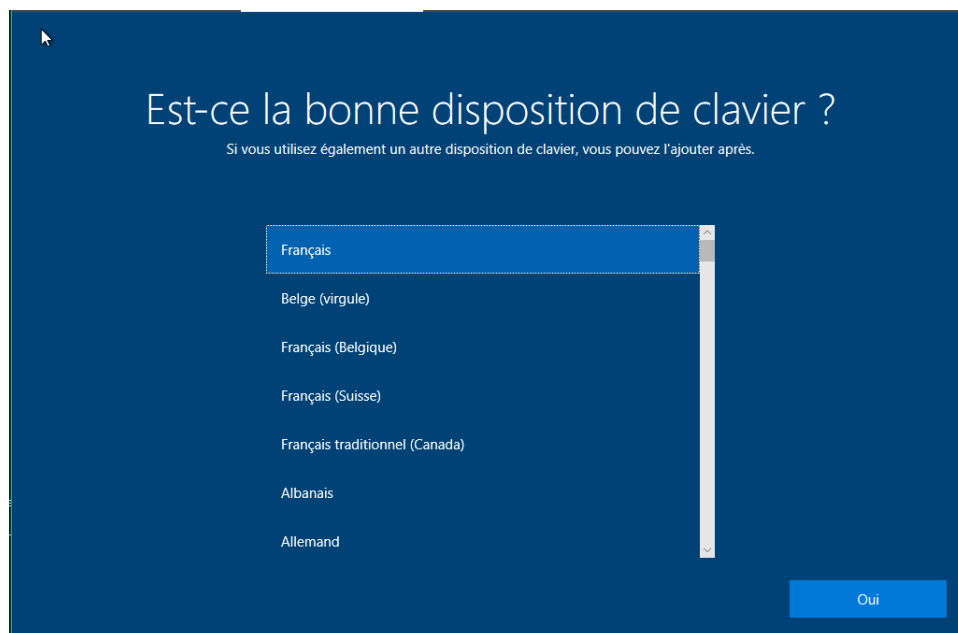 Est-ce la bonne disposition de clavier ?
Si vous utilisez également un autre disposition de clavier, vous pouvez l'ajouter après.
Français
Belge (virgule)
Français (Belgique)
Français (Suisse)
Français traditionnel (Canada)
Albanais
Allemand
Oui